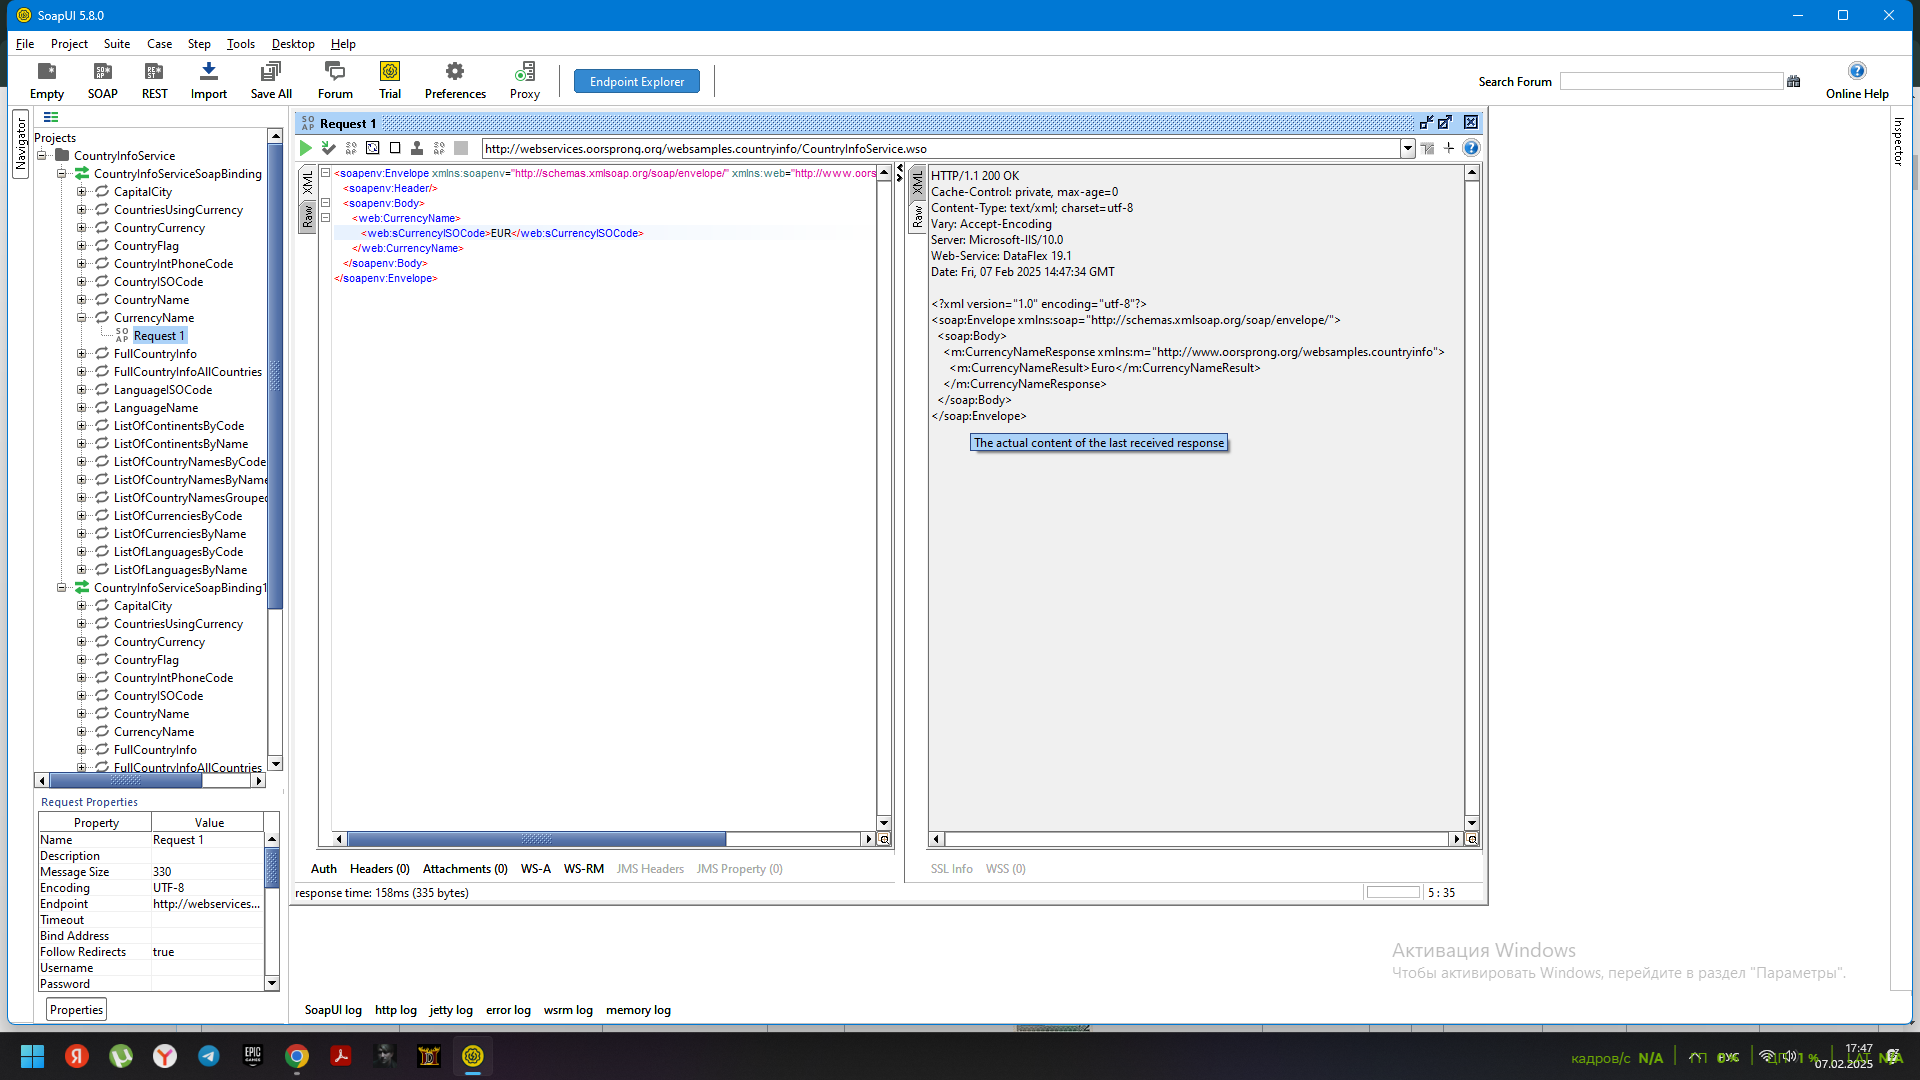 SoapUI 5.8.0
File Project Suite Case Step Tools Desktop Help
Empty SOAP REST Import Save All Forum Trial Preferences Proxy Endpoint Explorer Search Forum Online Help
Navigator
Inspector
Projects
CountryInfoService
CountryInfoServiceSoapBinding
CapitalCity
CountriesUsingCurrency
CountryCurrency
CountryFlag
CountryIntPhoneCode
CountryISOCode
CountryName
CurrencyName
Request 1
FullCountryInfo
FullCountryInfoAllCountries
LanguageISOCode
LanguageName
ListOfContinentsByCode
ListOfContinentsByName
ListOfCountryNamesByCode
ListOfCountryNamesByName
ListOfCountryNamesGrouped
ListOfCurrenciesByCode
ListOfCurrenciesByName
ListOfLanguagesByCode
ListOfLanguagesByName
CountryInfoServiceSoapBinding1
CapitalCity
CountriesUsingCurrency
CountryCurrency
CountryFlag
CountryIntPhoneCode
CountryISOCode
CountryName
CurrencyName
FullCountryInfo
FullCountryInfoAllCountries
Request Properties
Property Value
Name Request 1
Description
Message Size 330
Encoding UTF-8
Endpoint http://webservices...
Timeout
Bind Address
Follow Redirects true
Username
Password
Properties
Request 1
http://webservices.oorsprong.org/websamples.countryinfo/CountryInfoService.wso
XML
Raw
<soapenv:Envelope xmlns:soapenv="http://schemas.xmlsoap.org/soap/envelope/" xmlns:web="http://www.oors
<soapenv:Header/>
<soapenv:Body>
<web:CurrencyName>
<web:sCurrencyISOCode>EUR</web:sCurrencyISOCode>
</web:CurrencyName>
</soapenv:Body>
</soapenv:Envelope>
XML
Raw
HTTP/1.1 200 OK
Cache-Control: private, max-age=0
Content-Type: text/xml; charset=utf-8
Vary: Accept-Encoding
Server: Microsoft-IIS/10.0
Web-Service: DataFlex 19.1
Date: Fri, 07 Feb 2025 14:47:34 GMT
<?xml version="1.0" encoding="utf-8"?>
<soap:Envelope xmlns:soap="http://schemas.xmlsoap.org/soap/envelope/">
<soap:Body>
<m:CurrencyNameResponse xmlns:m="http://www.oorsprong.org/websamples.countryinfo">
<m:CurrencyNameResult>Euro</m:CurrencyNameResult>
</m:CurrencyNameResponse>
</soap:Body>
</soap:Envelope>
The actual content of the last received response
Auth Headers (0) Attachments (0) WS-A WS-RM JMS Headers JMS Property (0)
SSL Info WSS (0)
response time: 158ms (335 bytes)
5 : 35
Активация Windows
Чтобы активировать Windows, перейдите в раздел "Параметры".
SoapUI log http log jetty log error log wsrm log memory log
EPIC GAMES
кадров/с N/A
РУС
17:47
07.02.2025